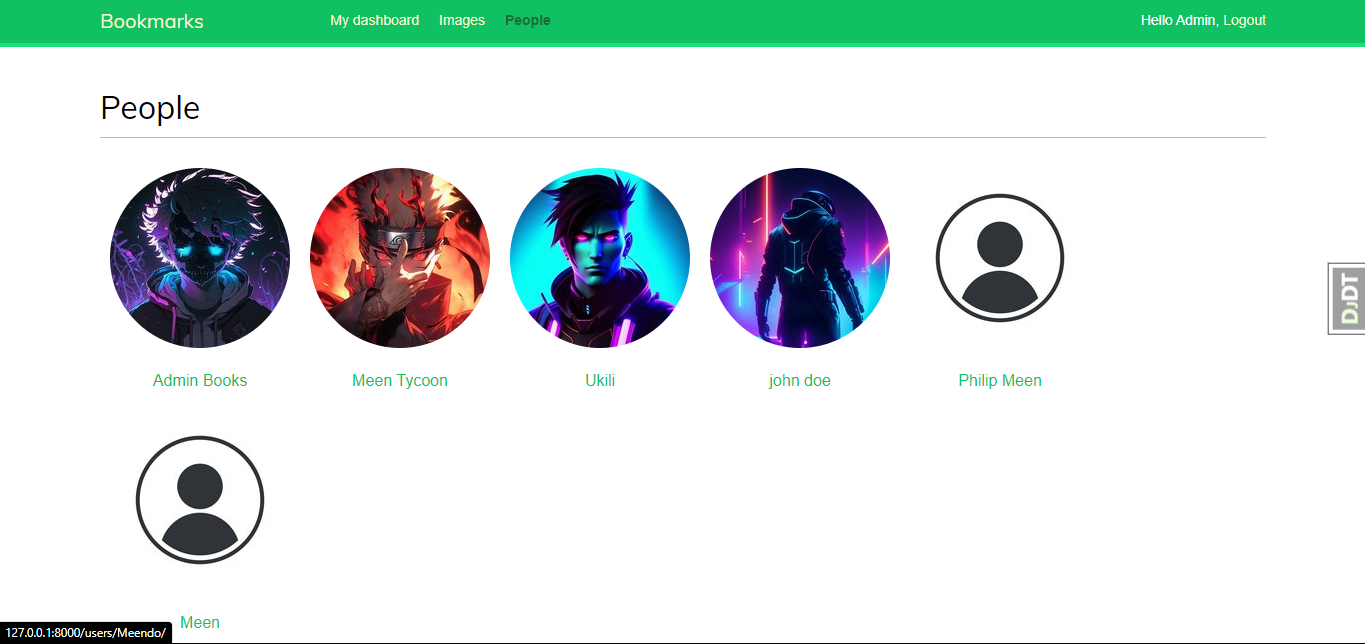 Bookmarks
My dashboard Images People
Hello Admin, Logout
People
DJDT
Admin Books
Meen Tycoon
Ukili
john doe
Philip Meen
Meen
127.0.0.1:8000/users/Meendo/